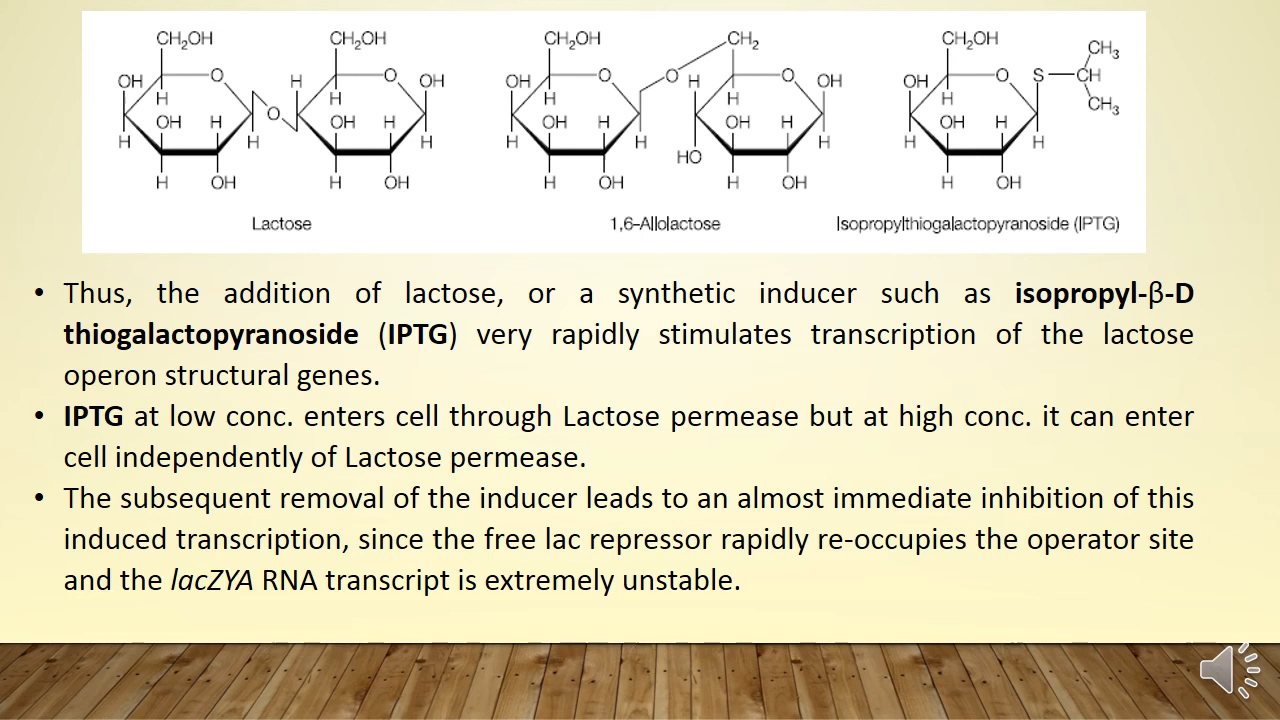 CH2OH CH2OH CH2OH CH2 CH2OH CH3
OH O H O OH OH O O H O OH OH O S CH
H H H H H CH3
OH H O OH H OH H OH H OH H
H H H H H HO H H H
H OH H OH H OH H OH H OH
Lactose 1,6-Allolactose Isopropylthiogalactopyranoside (IPTG)
• Thus, the addition of lactose, or a synthetic inducer such as isopropyl-β-D
thiogalactopyranoside (IPTG) very rapidly stimulates transcription of the lactose
operon structural genes.
• IPTG at low conc. enters cell through Lactose permease but at high conc. it can enter
cell independently of Lactose permease.
• The subsequent removal of the inducer leads to an almost immediate inhibition of this
induced transcription, since the free lac repressor rapidly re-occupies the operator site
and the lacZYA RNA transcript is extremely unstable.